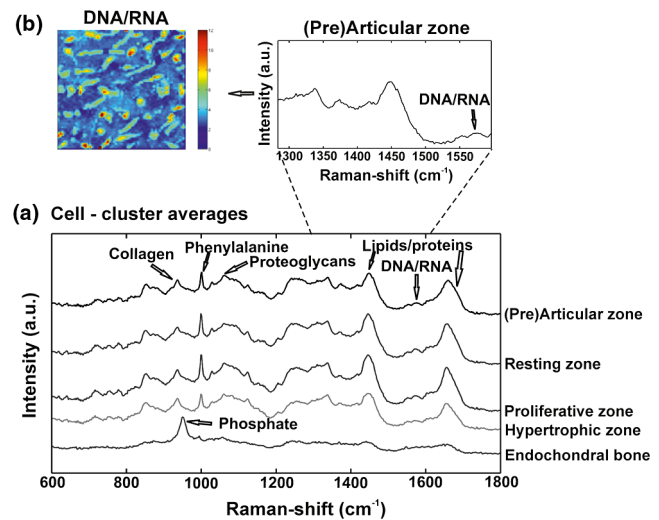 (b)
DNA/RNA
12
10
8
6
4
2
0
(Pre)Articular zone
Intensity (a.u.)
DNA/RNA
1300 1350 1400 1450 1500 1550
Raman-shift (cm⁻¹)
(a) Cell - cluster averages
Collagen
Phenylalanine
Proteoglycans
Lipids/proteins
DNA/RNA
(Pre)Articular zone
Resting zone
Proliferative zone
Hypertrophic zone
Phosphate
Endochondral bone
Intensity (a.u.)
600 800 1000 1200 1400 1600 1800
Raman-shift (cm⁻¹)